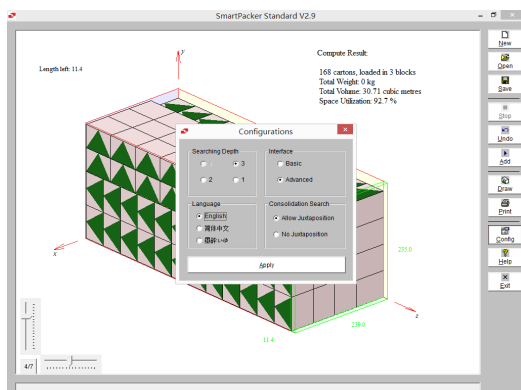 SmartPacker Standard V2.9
y
Length left: 11.4
Compute Result:
168 cartons, loaded in 3 blocks
Total Weight: 0 kg
Total Volume: 30.71 cubic metres
Space Utilization: 92.7 %
Configurations
Searching Depth
3
2
1
Interface
Basic
Advanced
Language
English
简体中文
Consolidation Search
Allow Juxtaposition
No Juxtaposition
Apply
x
z
235.0
239.0
11.4
4/7
New
Open
Save
Stop
Undo
Add
Draw
Print
Config
Help
Exit